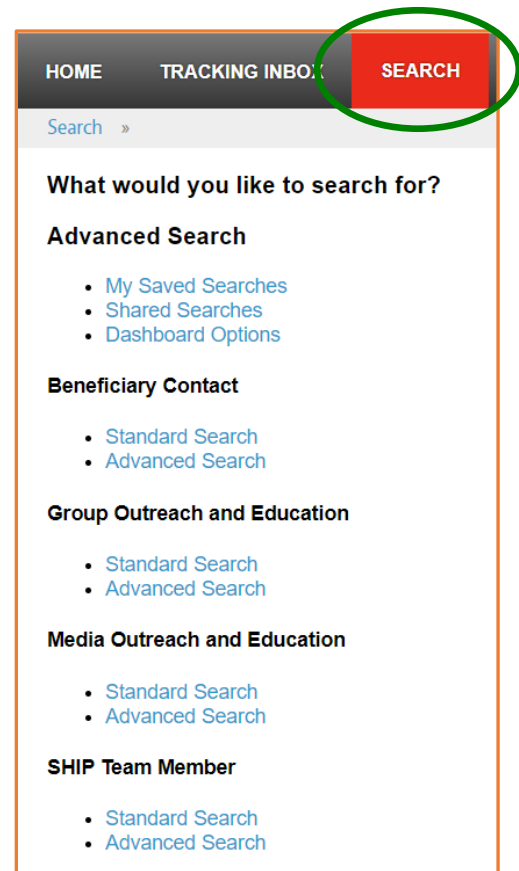 HOME TRACKING INBOX SEARCH
Search »
What would you like to search for?
Advanced Search
• My Saved Searches
• Shared Searches
• Dashboard Options
Beneficiary Contact
• Standard Search
• Advanced Search
Group Outreach and Education
• Standard Search
• Advanced Search
Media Outreach and Education
• Standard Search
• Advanced Search
SHIP Team Member
• Standard Search
• Advanced Search